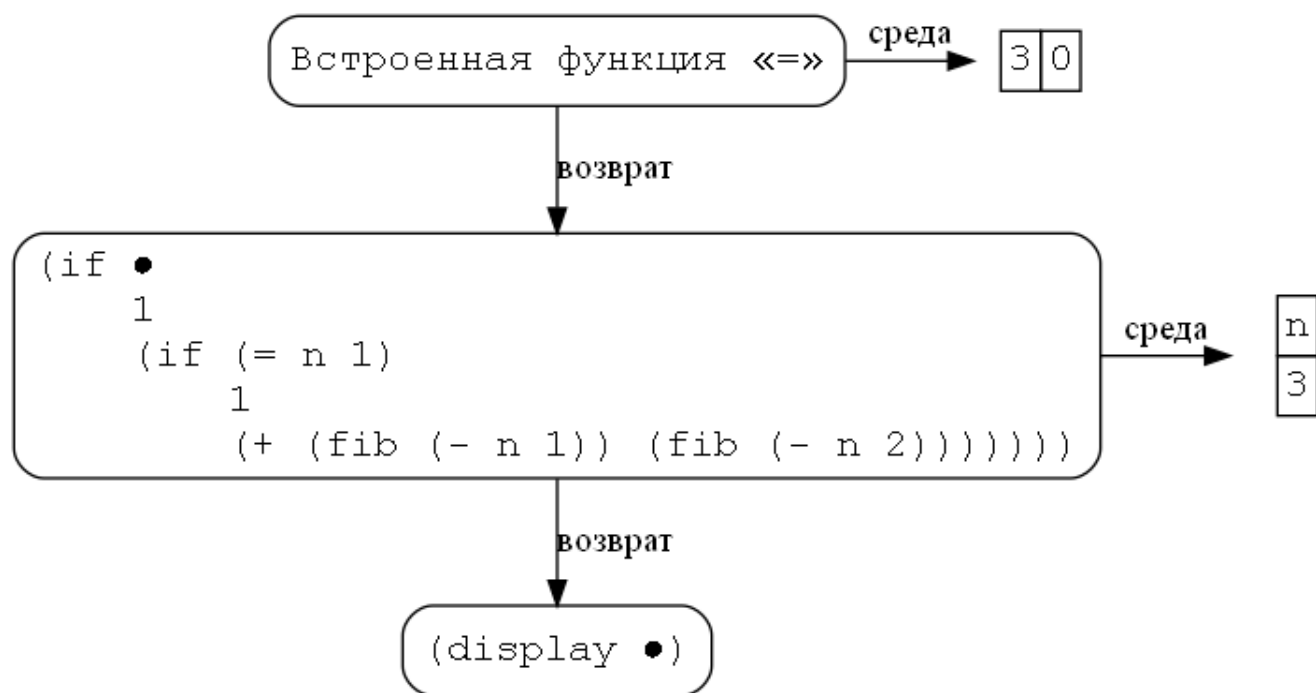 Встроенная функция «=»
среда
3 0
возврат
(if ●
1
(if (= n 1)
1
(+ (fib (- n 1)) (fib (- n 2)))))))
среда
n
3
возврат
(display ●)